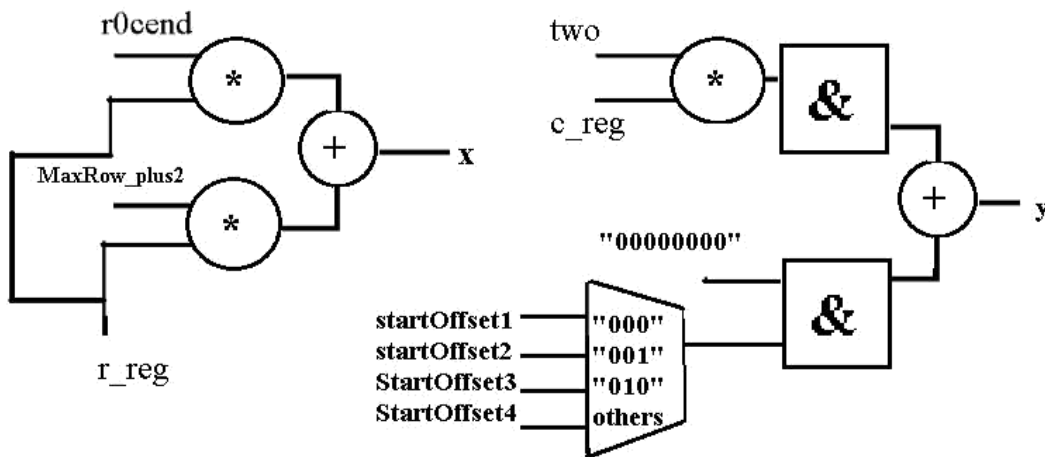 r0cend
*
MaxRow_plus2
*
+
x
r_reg
two
*
c_reg
&
+
y
"00000000"
&
startOffset1
startOffset2
StartOffset3
StartOffset4
"000"
"001"
"010"
others